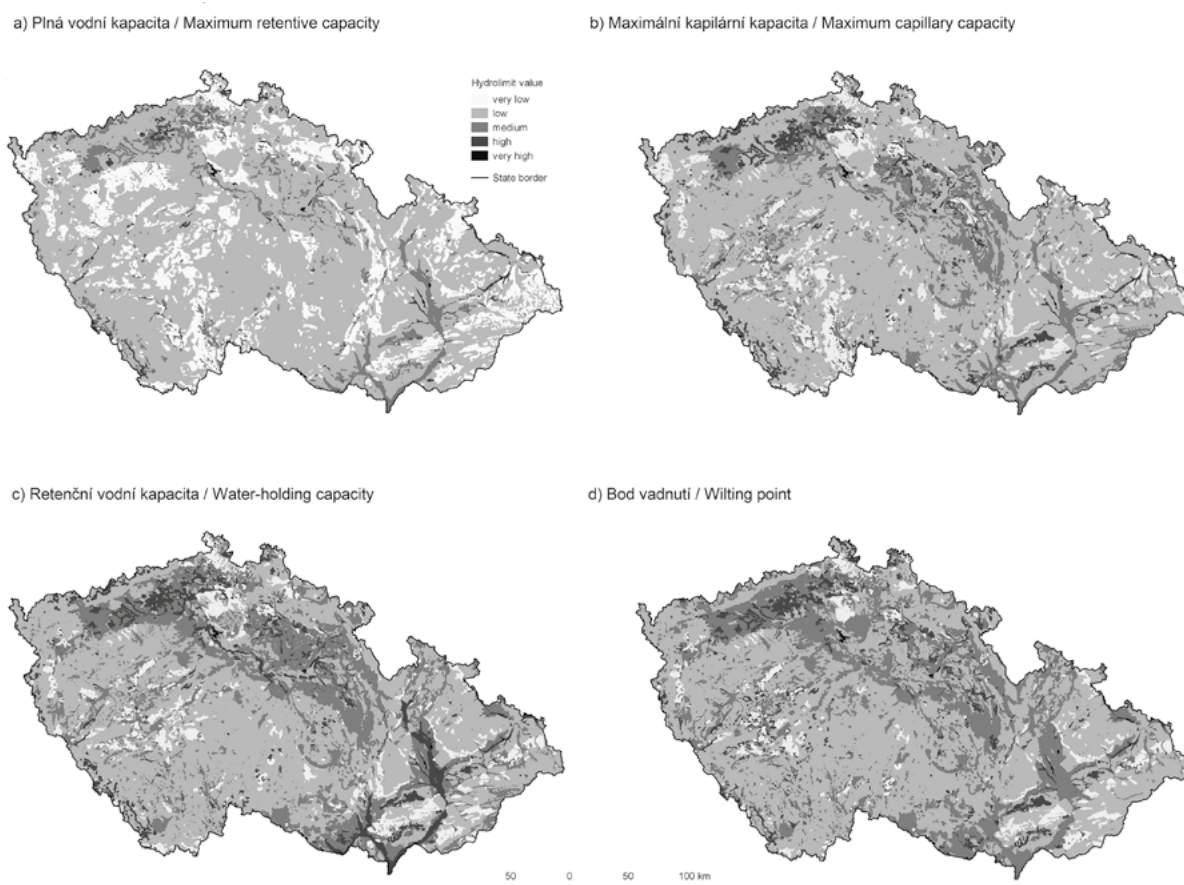 a) Plná vodní kapacita / Maximum retentive capacity
b) Maximální kapilární kapacita / Maximum capillary capacity
Hydrolimit value
very low
low
medium
high
very high
State border
c) Retenční vodní kapacita / Water-holding capacity
d) Bod vadnutí / Wilting point
50 0 50 100 km